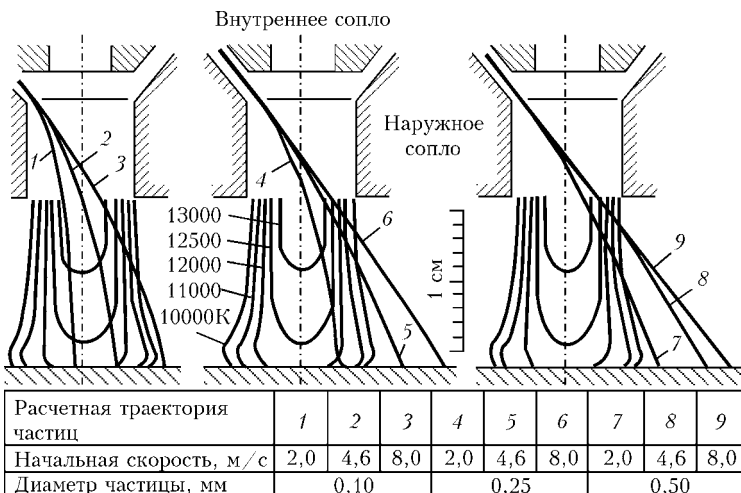 Внутреннее сопло
Наружное
сопло
1
2
3
4
5
6
7
8
9
13000
12500
12000
11000
10000К
1 см
Расчетная траектория частиц 1 2 3 4 5 6 7 8 9
Начальная скорость, м/с 2,0 4,6 8,0 2,0 4,6 8,0 2,0 4,6 8,0
Диаметр частицы, мм 0,10 0,25 0,50